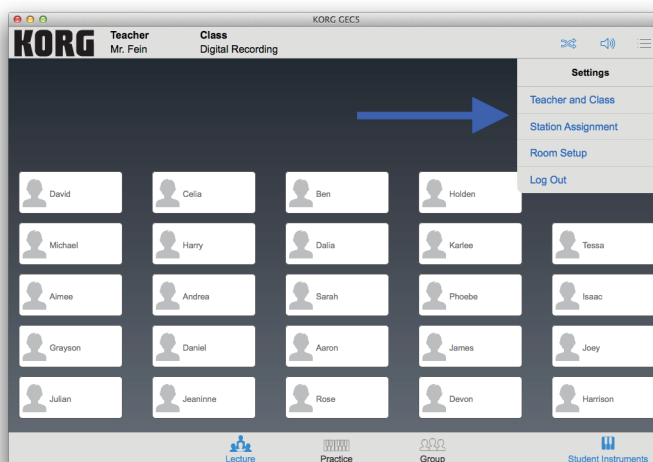 KORG GEC5
KORG
Teacher
Mr. Fein
Class
Digital Recording
Settings
Teacher and Class
Station Assignment
Room Setup
Log Out
David
Celia
Ben
Holden
Michael
Harry
Dalia
Karlee
Tessa
Aimee
Andrea
Sarah
Phoebe
Isaac
Grayson
Daniel
Aaron
James
Joey
Julian
Jeaninne
Rose
Devon
Harrison
Lecture
Practice
Group
Student Instruments